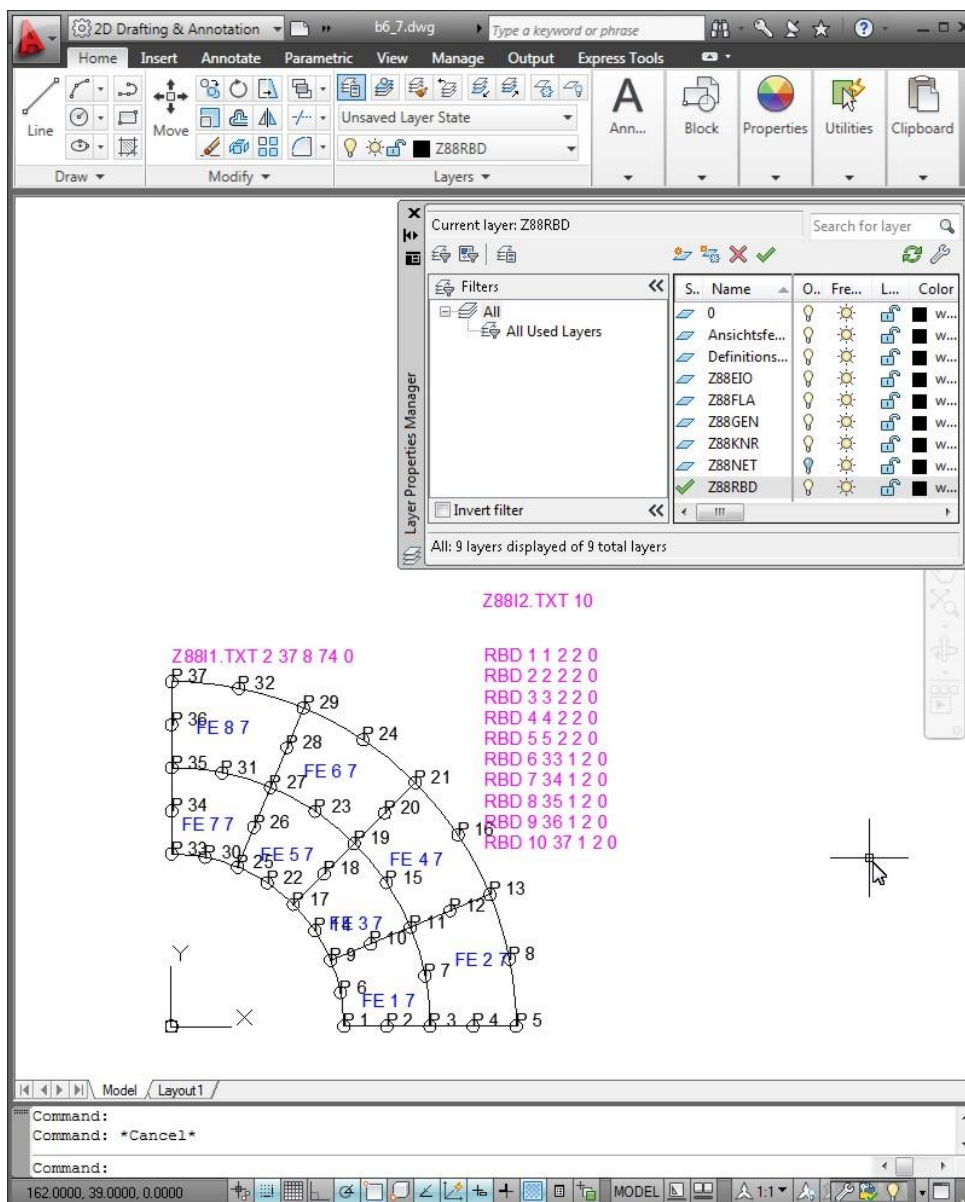 2D Drafting & Annotation b6_7.dwg Type a keyword or phrase
Home Insert Annotate Parametric View Manage Output Express Tools
Line Move Unsaved Layer State Ann... Block Properties Utilities Clipboard
Z88RBD
Draw Modify Layers
Current layer: Z88RBD Search for layer
Filters S.. Name O.. Fre... L... Color
All 0 w...
All Used Layers Ansichtsfe... w...
Definitions... w...
Z88EIO w...
Z88FLA w...
Z88GEN w...
Z88KNR w...
Z88NET w...
Z88RBD w...
Invert filter
All: 9 layers displayed of 9 total layers
Layer Properties Manager
Z88I2.TXT 10
Z88I1.TXT 2 37 8 74 0
RBD 1 1 2 2 0
RBD 2 2 2 2 0
RBD 3 3 2 2 0
RBD 4 4 2 2 0
RBD 5 5 2 2 0
RBD 6 33 1 2 0
RBD 7 34 1 2 0
RBD 8 35 1 2 0
RBD 9 36 1 2 0
RBD 10 37 1 2 0
P 37
P 32
P 29
P 36
FE 8 7
P 24
P 28
P 35
P 31
FE 6 7
P 27
P 21
P 34
P 23
P 20
FE 7 7
P 26
P 16
P 19
P 33
P 30
FE 5 7
FE 4 7
P 25
P 18
P 22
P 15
P 13
P 17
P 12
P 14
FE 3 7
P 11
P 10
P 9
FE 2 7
P 8
P 7
P 6
FE 1 7
P 1
P 2
P 3
P 4
P 5
Y
X
Model Layout1
Command:
Command: *Cancel*
Command:
162.0000, 39.0000, 0.0000 MODEL 1:1